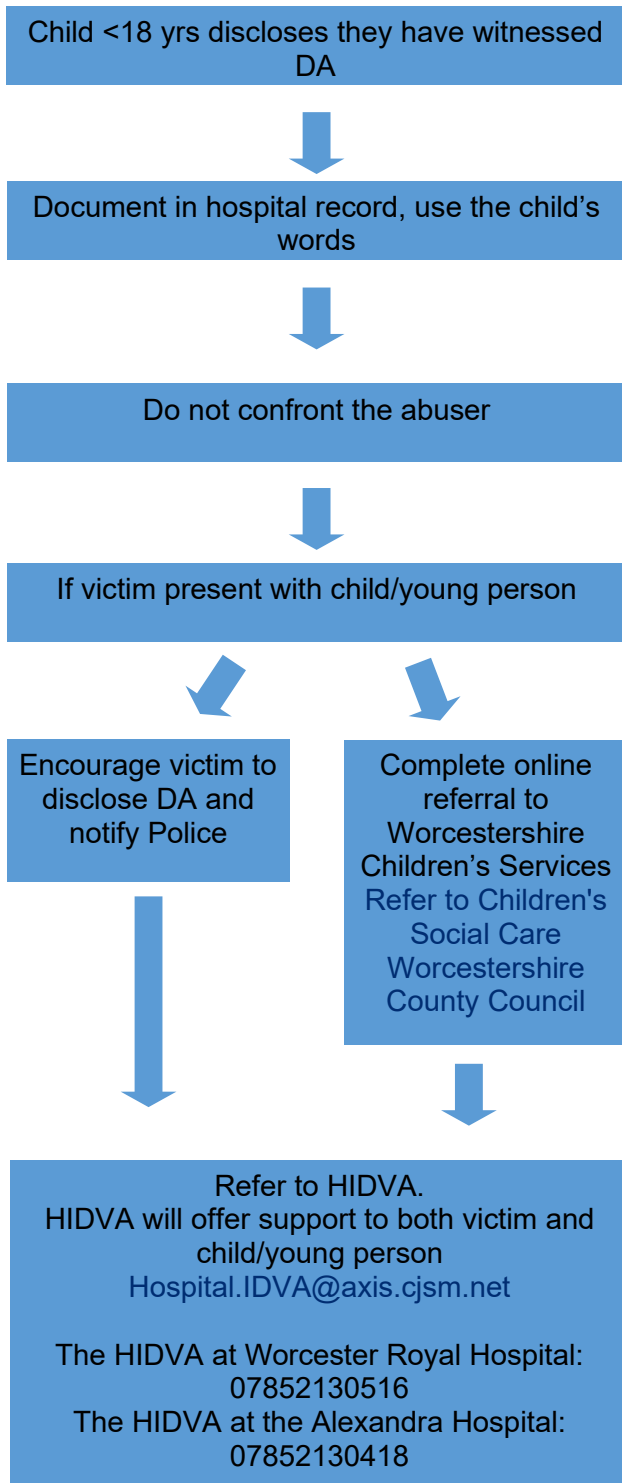 Child <18 yrs discloses they have witnessed
DA
Document in hospital record, use the child’s
words
Do not confront the abuser
If victim present with child/young person
Encourage victim to
disclose DA and
notify Police
Complete online
referral to
Worcestershire
Children’s Services
Refer to Children's
Social Care
Worcestershire
County Council
Refer to HIDVA.
HIDVA will offer support to both victim and
child/young person
Hospital.IDVA@axis.cjsm.net
The HIDVA at Worcester Royal Hospital:
07852130516
The HIDVA at the Alexandra Hospital:
07852130418